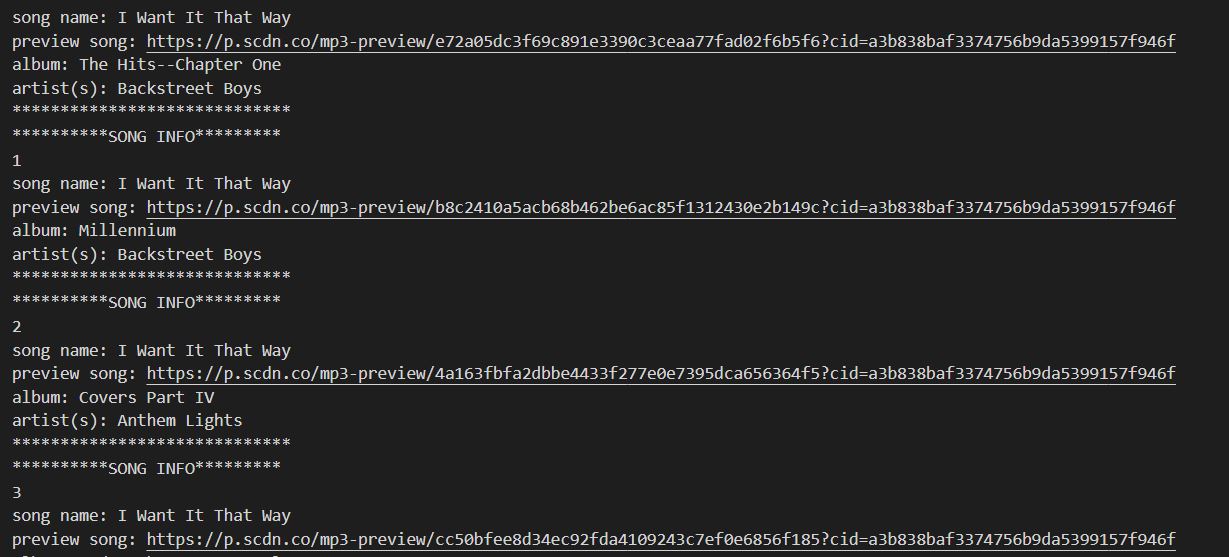 song name: I Want It That Way
preview song: https://p.scdn.co/mp3-preview/e72a05dc3f69c891e3390c3ceaa77fad02f6b5f6?cid=a3b838baf3374756b9da5399157f946f
album: The Hits--Chapter One
artist(s): Backstreet Boys
*****************************
**********SONG INFO*********
1
song name: I Want It That Way
preview song: https://p.scdn.co/mp3-preview/b8c2410a5acb68b462be6ac85f1312430e2b149c?cid=a3b838baf3374756b9da5399157f946f
album: Millennium
artist(s): Backstreet Boys
*****************************
**********SONG INFO*********
2
song name: I Want It That Way
preview song: https://p.scdn.co/mp3-preview/4a163fbfa2dbbe4433f277e0e7395dca656364f5?cid=a3b838baf3374756b9da5399157f946f
album: Covers Part IV
artist(s): Anthem Lights
*****************************
**********SONG INFO*********
3
song name: I Want It That Way
preview song: https://p.scdn.co/mp3-preview/cc50bfee8d34ec92fda4109243c7ef0e6856f185?cid=a3b838baf3374756b9da5399157f946f